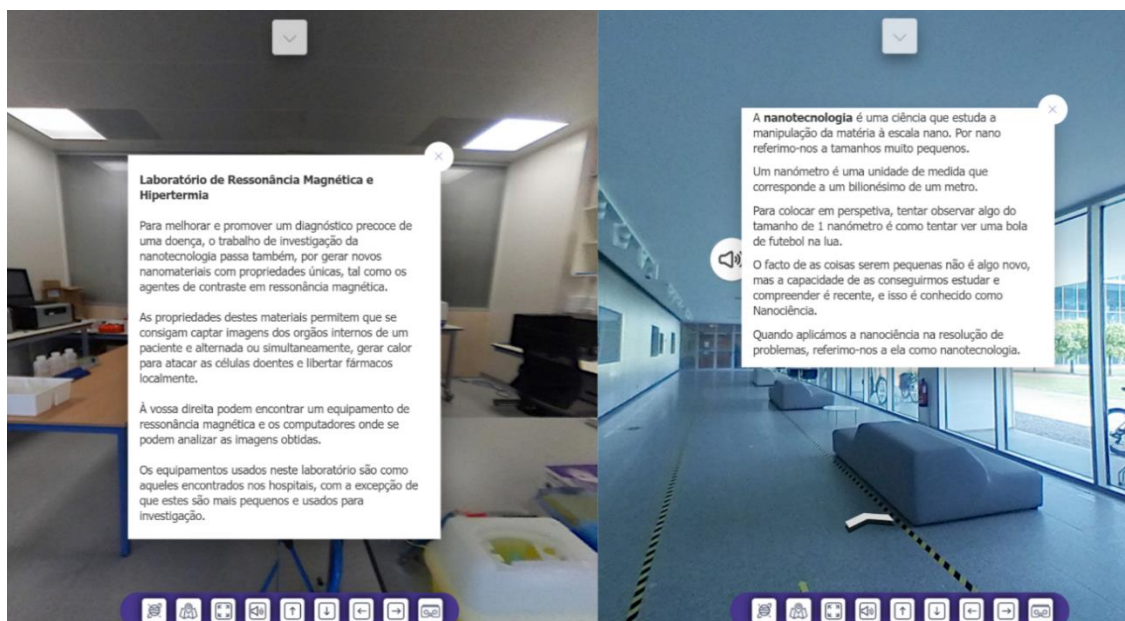 Laboratório de Ressonância Magnética e
Hipertermia
Para melhorar e promover um diagnóstico precoce de
uma doença, o trabalho de investigação da
nanotecnologia passa também, por gerar novos
nanomateriais com propriedades únicas, tal como os
agentes de contraste em ressonância magnética.
As propriedades destes materiais permitem que se
consigam captar imagens dos orgãos internos de um
paciente e alternada ou simultaneamente, gerar calor
para atacar as células doentes e libertar fármacos
localmente.
À vossa direita podem encontrar um equipamento de
ressonância magnética e os computadores onde se
podem analizar as imagens obtidas.
Os equipamentos usados neste laboratório são como
aqueles encontrados nos hospitais, com a excepção de
que estes são mais pequenos e usados para
investigação.
A nanotecnologia é uma ciência que estuda a
manipulação da matéria à escala nano. Por nano
referimo-nos a tamanhos muito pequenos.
Um nanómetro é uma unidade de medida que
corresponde a um bilionésimo de um metro.
Para colocar em perspetiva, tentar observar algo do
tamanho de 1 nanómetro é como tentar ver uma bola
de futebol na lua.
O facto de as coisas serem pequenas não é algo novo,
mas a capacidade de as conseguirmos estudar e
compreender é recente, e isso é conhecido como
Nanociência.
Quando aplicámos a nanociência na resolução de
problemas, referimo-nos a ela como nanotecnologia.